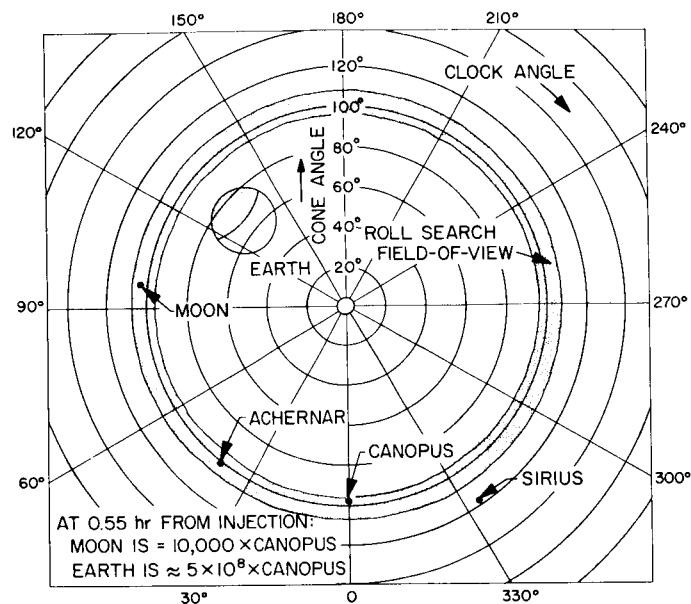 150°
180°
210°
120°
CLOCK ANGLE
100°
120°
240°
80°
CONE ANGLE
60°
40°
ROLL SEARCH
FIELD-OF-VIEW
EARTH
20°
90°
MOON
270°
ACHERNAR
CANOPUS
60°
SIRIUS
300°
AT 0.55 hr FROM INJECTION:
MOON IS = 10,000 × CANOPUS
EARTH IS ≈ 5×10⁸×CANOPUS
30°
0
330°